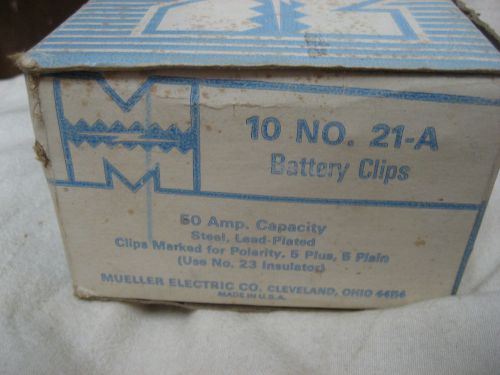 10 NO. 21-A
Battery Clips
50 Amp. Capacity
Steel, Lead-Plated
Clips Marked for Polarity. 5 Plus, 5 Plain
(Use No. 23 Insulator)
MUELLER ELECTRIC CO. CLEVELAND, OHIO 44114
MADE IN U.S.A.